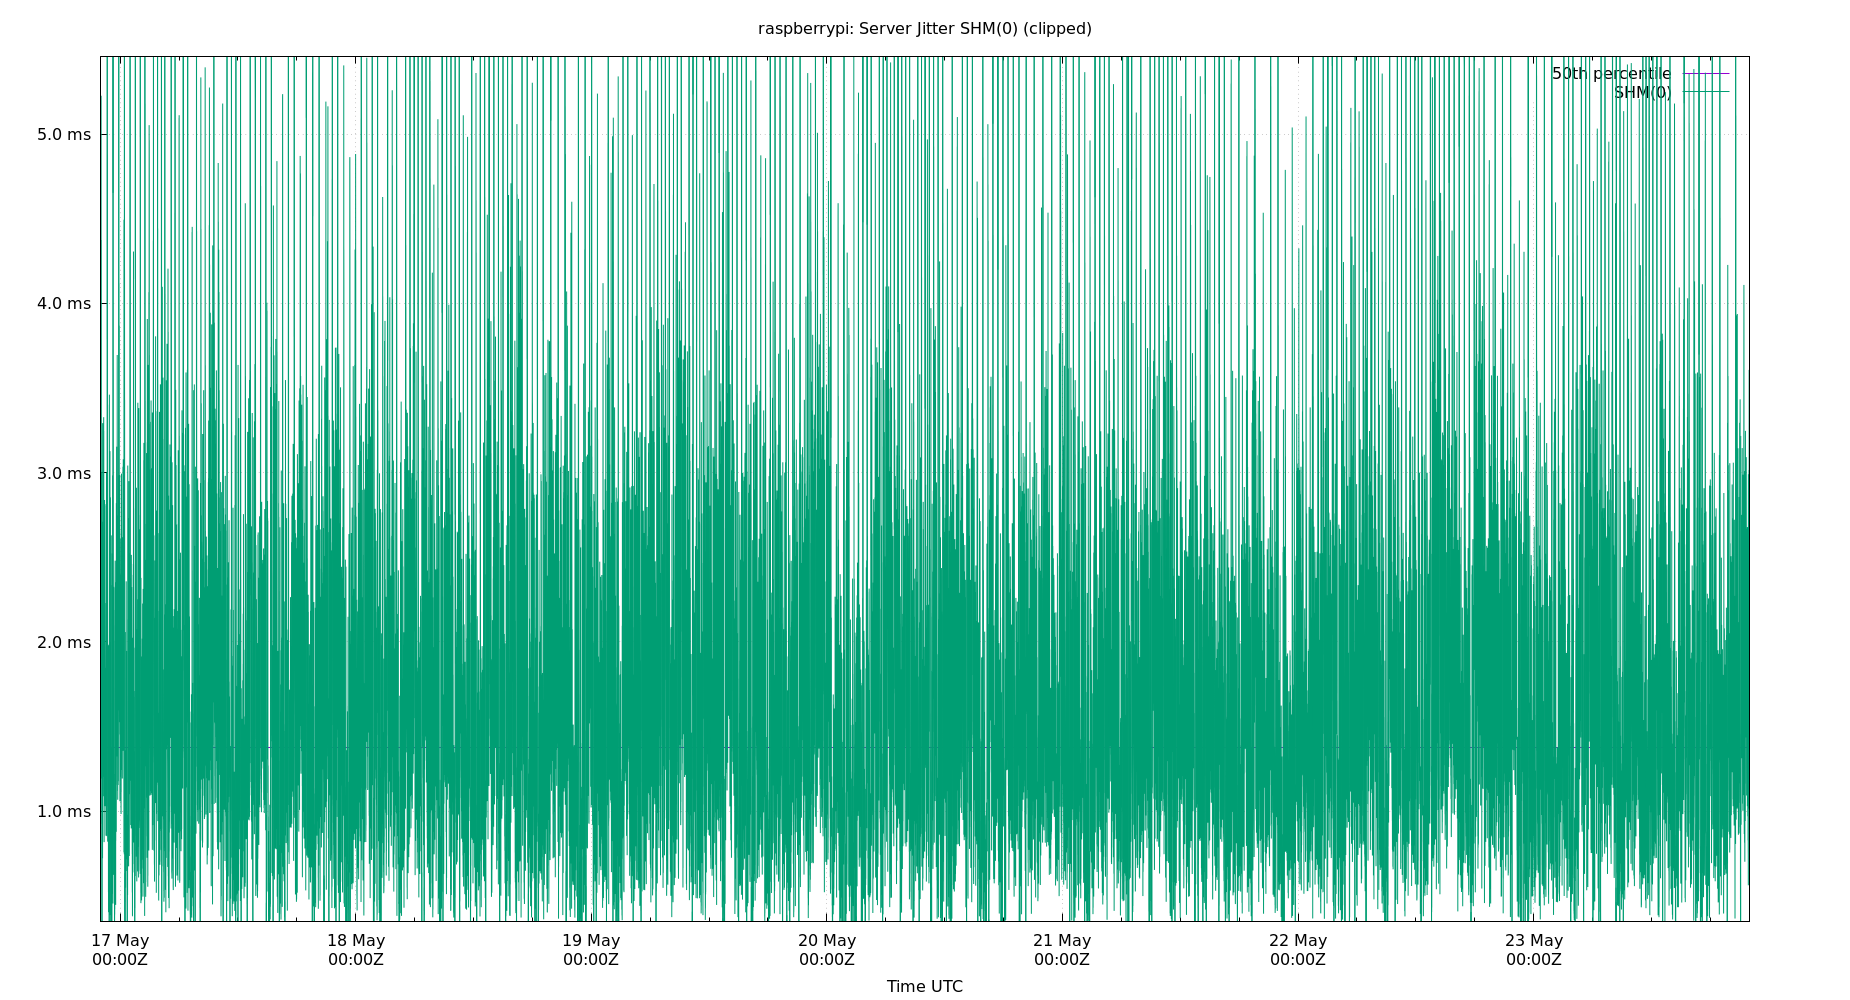 raspberrypi: Server Jitter SHM(0) (clipped)
50th percentile
SHM(0)
5.0 ms
4.0 ms
3.0 ms
2.0 ms
1.0 ms
17 May 18 May 19 May 20 May 21 May 22 May 23 May
00:00Z 00:00Z 00:00Z 00:00Z 00:00Z 00:00Z 00:00Z
Time UTC